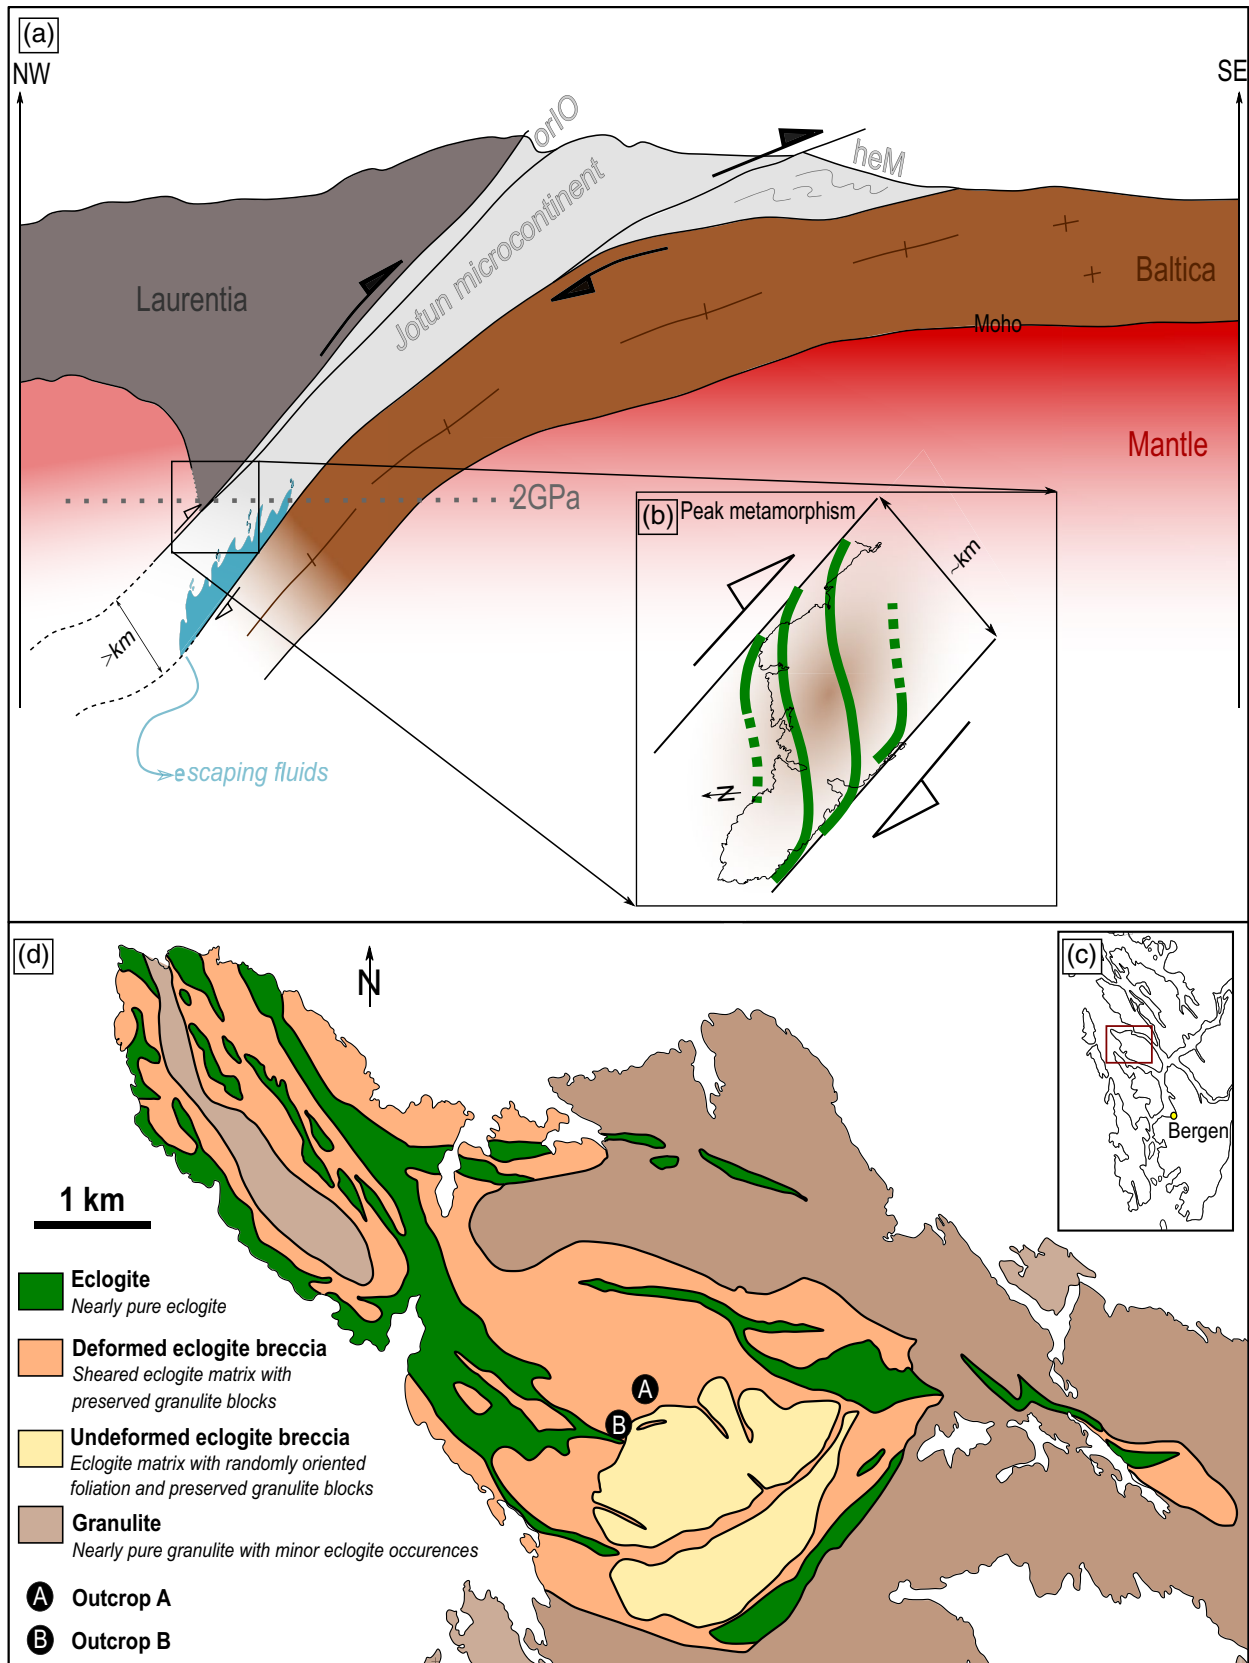 (a)
NW
SE
orIO
heM
Jotun microcontinent
Laurentia
Baltica
Moho
Mantle
2GPa
>km
escaping fluids
(b)
Peak metamorphism
~km
N
(d)
N
(c)
Bergen
1 km
Eclogite
Nearly pure eclogite
Deformed eclogite breccia
Sheared eclogite matrix with
preserved granulite blocks
Undeformed eclogite breccia
Eclogite matrix with randomly oriented
foliation and preserved granulite blocks
Granulite
Nearly pure granulite with minor eclogite occurences
A
Outcrop A
B
Outcrop B
A
B